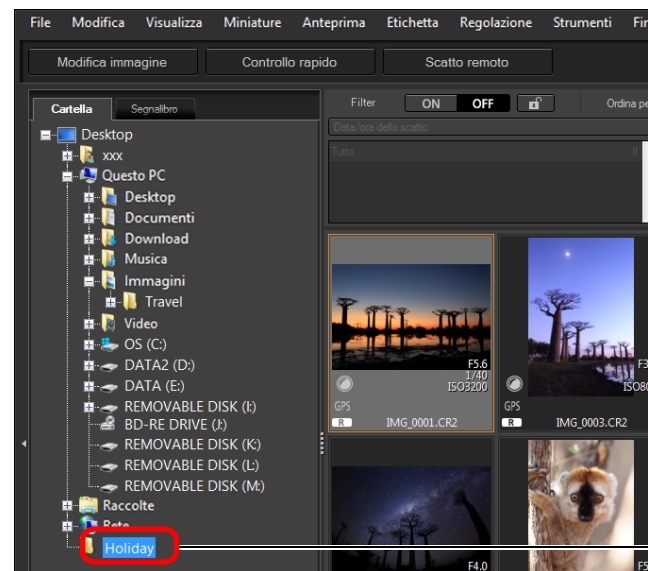 File Modifica Visualizza Miniature Anteprima Etichetta Regolazione Strumenti
Modifica immagine Controllo rapido Scatto remoto
Cartella Segnalibro
Filter ON OFF Ordina pe
Data/ora dello scatto
Tutto 0
Desktop
xxx
Questo PC
Desktop
Documenti
Download
Musica
Immagini
Travel
Video
OS (C:)
DATA2 (D:)
DATA (E:)
REMOVABLE DISK (I:)
BD-RE DRIVE (J:)
REMOVABLE DISK (K:)
REMOVABLE DISK (L:)
REMOVABLE DISK (M:)
Raccolte
Rete
Holiday
F5.6
1/40
ISO3200
GPS
R IMG_0001.CR2
F3
ISO80
GPS
R IMG_0003.CR2
F4.0
F5